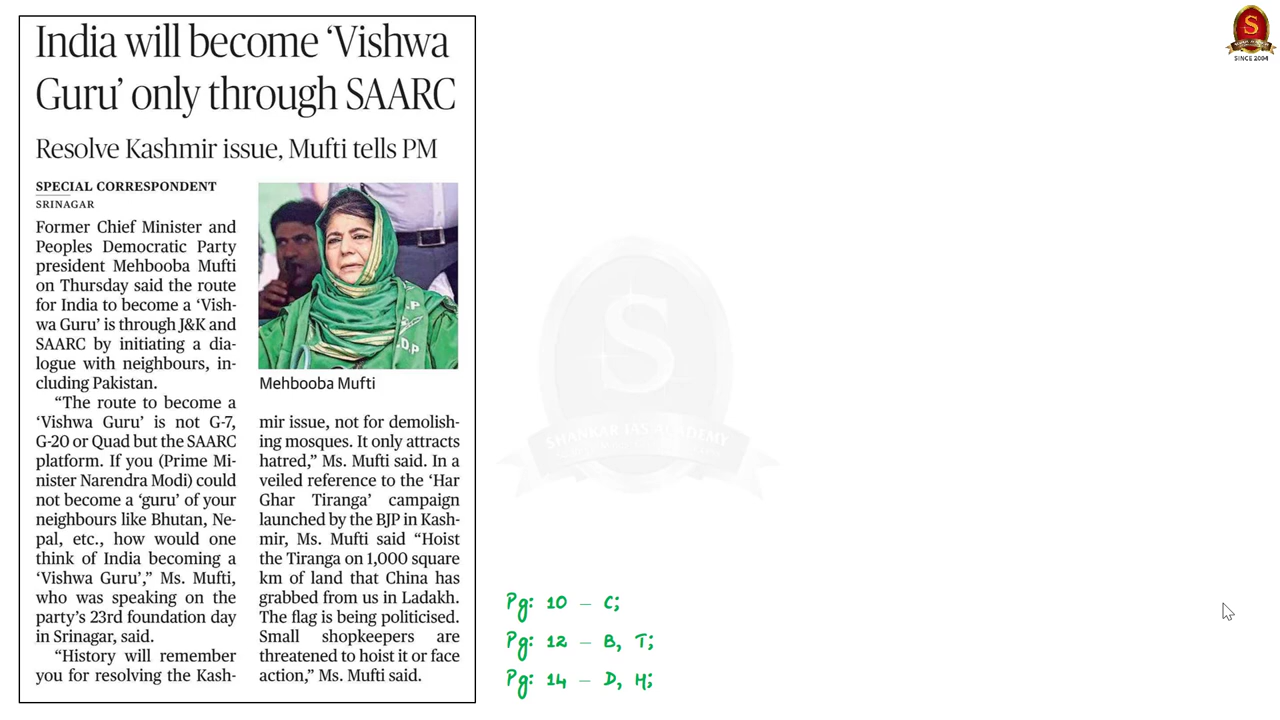 India will become ‘Vishwa
Guru’ only through SAARC
Resolve Kashmir issue, Mufti tells PM
SPECIAL CORRESPONDENT
SRINAGAR
Former Chief Minister and
Peoples Democratic Party
president Mehbooba Mufti
on Thursday said the route
for India to become a ‘Vish-
wa Guru’ is through J&K and
SAARC by initiating a dia-
logue with neighbours, in-
cluding Pakistan.
“The route to become a
‘Vishwa Guru’ is not G-7,
G-20 or Quad but the SAARC
platform. If you (Prime Mi-
nister Narendra Modi) could
not become a ‘guru’ of your
neighbours like Bhutan, Ne-
pal, etc., how would one
think of India becoming a
‘Vishwa Guru’,” Ms. Mufti,
who was speaking on the
party’s 23rd foundation day
in Srinagar, said.
“History will remember
you for resolving the Kash-
Mehbooba Mufti
mir issue, not for demolish-
ing mosques. It only attracts
hatred,” Ms. Mufti said. In a
veiled reference to the ‘Har
Ghar Tiranga’ campaign
launched by the BJP in Kash-
mir, Ms. Mufti said “Hoist
the Tiranga on 1,000 square
km of land that China has
grabbed from us in Ladakh.
The flag is being politicised.
Small shopkeepers are
threatened to hoist it or face
action,” Ms. Mufti said.
Pg: 10 – C;
Pg: 12 – B, T;
Pg: 14 – D, H;
S
SHANKAR IAS ACADEMY
S
SINCE 2004